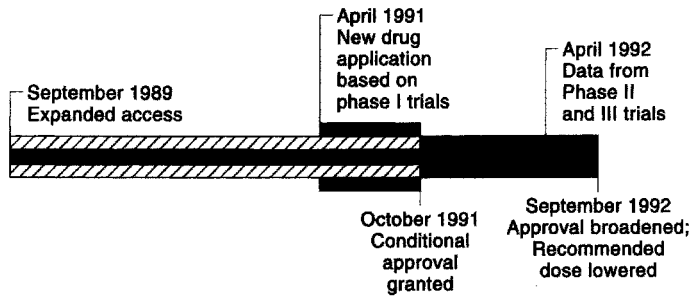 September 1989
Expanded access
April 1991
New drug
application
based on
phase I trials
October 1991
Conditional
approval
granted
April 1992
Data from
Phase II
and III trials
September 1992
Approval broadened;
Recommended
dose lowered